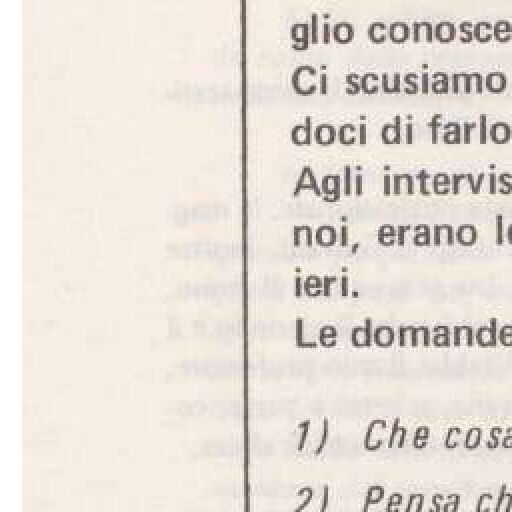 glio conosce
Ci scusiamo
doci di farlo
Agli intervis
noi, erano le
ieri.
Le domande
1) Che cosa
2) Pensa ch